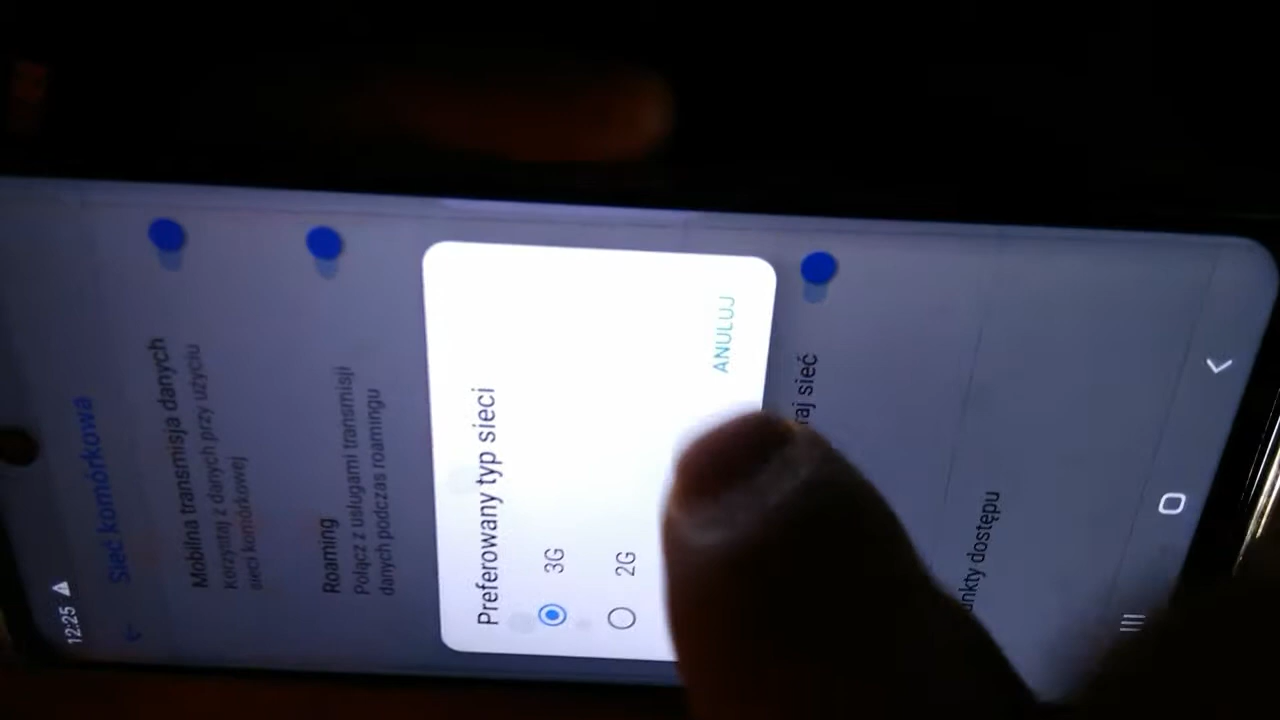 12:25
Sieć komórkowa
Mobilna transmisja danych
Korzystaj z danych przy użyciu
sieci komórkowej
Roaming
Połącz z usługami transmisji
danych podczas roamingu
Preferowany typ sieci
3G
2G
ANULUJ
raj sieć
unkty dostępu